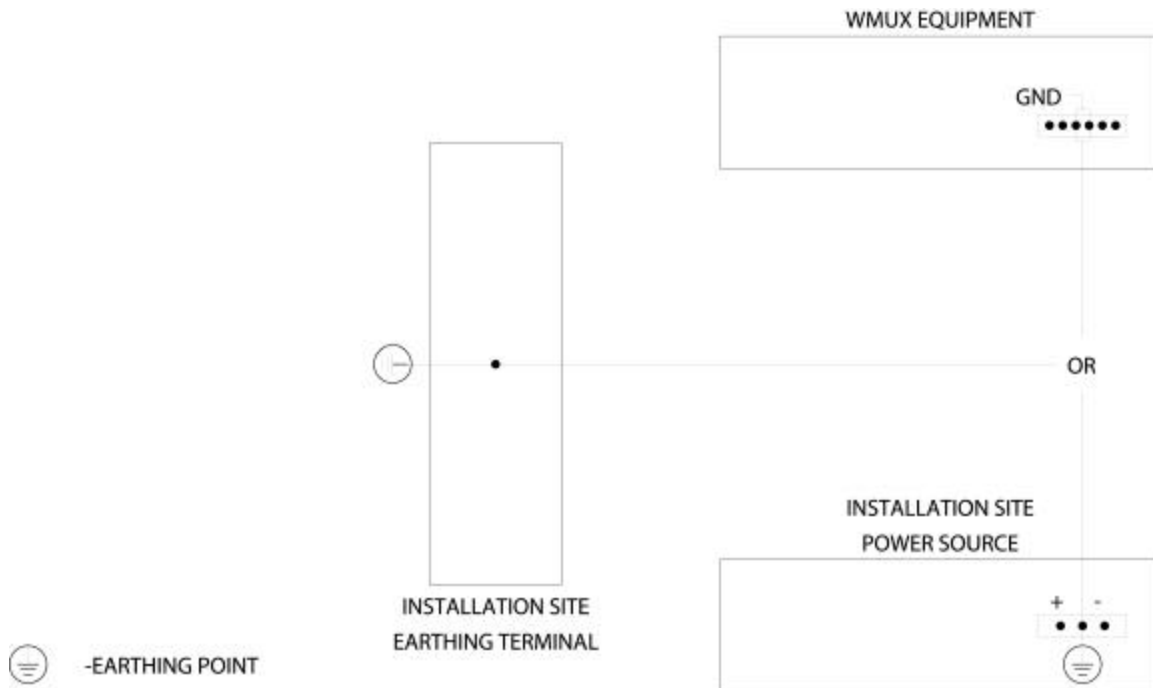 WMUX EQUIPMENT
GND
OR
INSTALLATION SITE
POWER SOURCE
+ -
INSTALLATION SITE
EARTHING TERMINAL
-EARTHING POINT